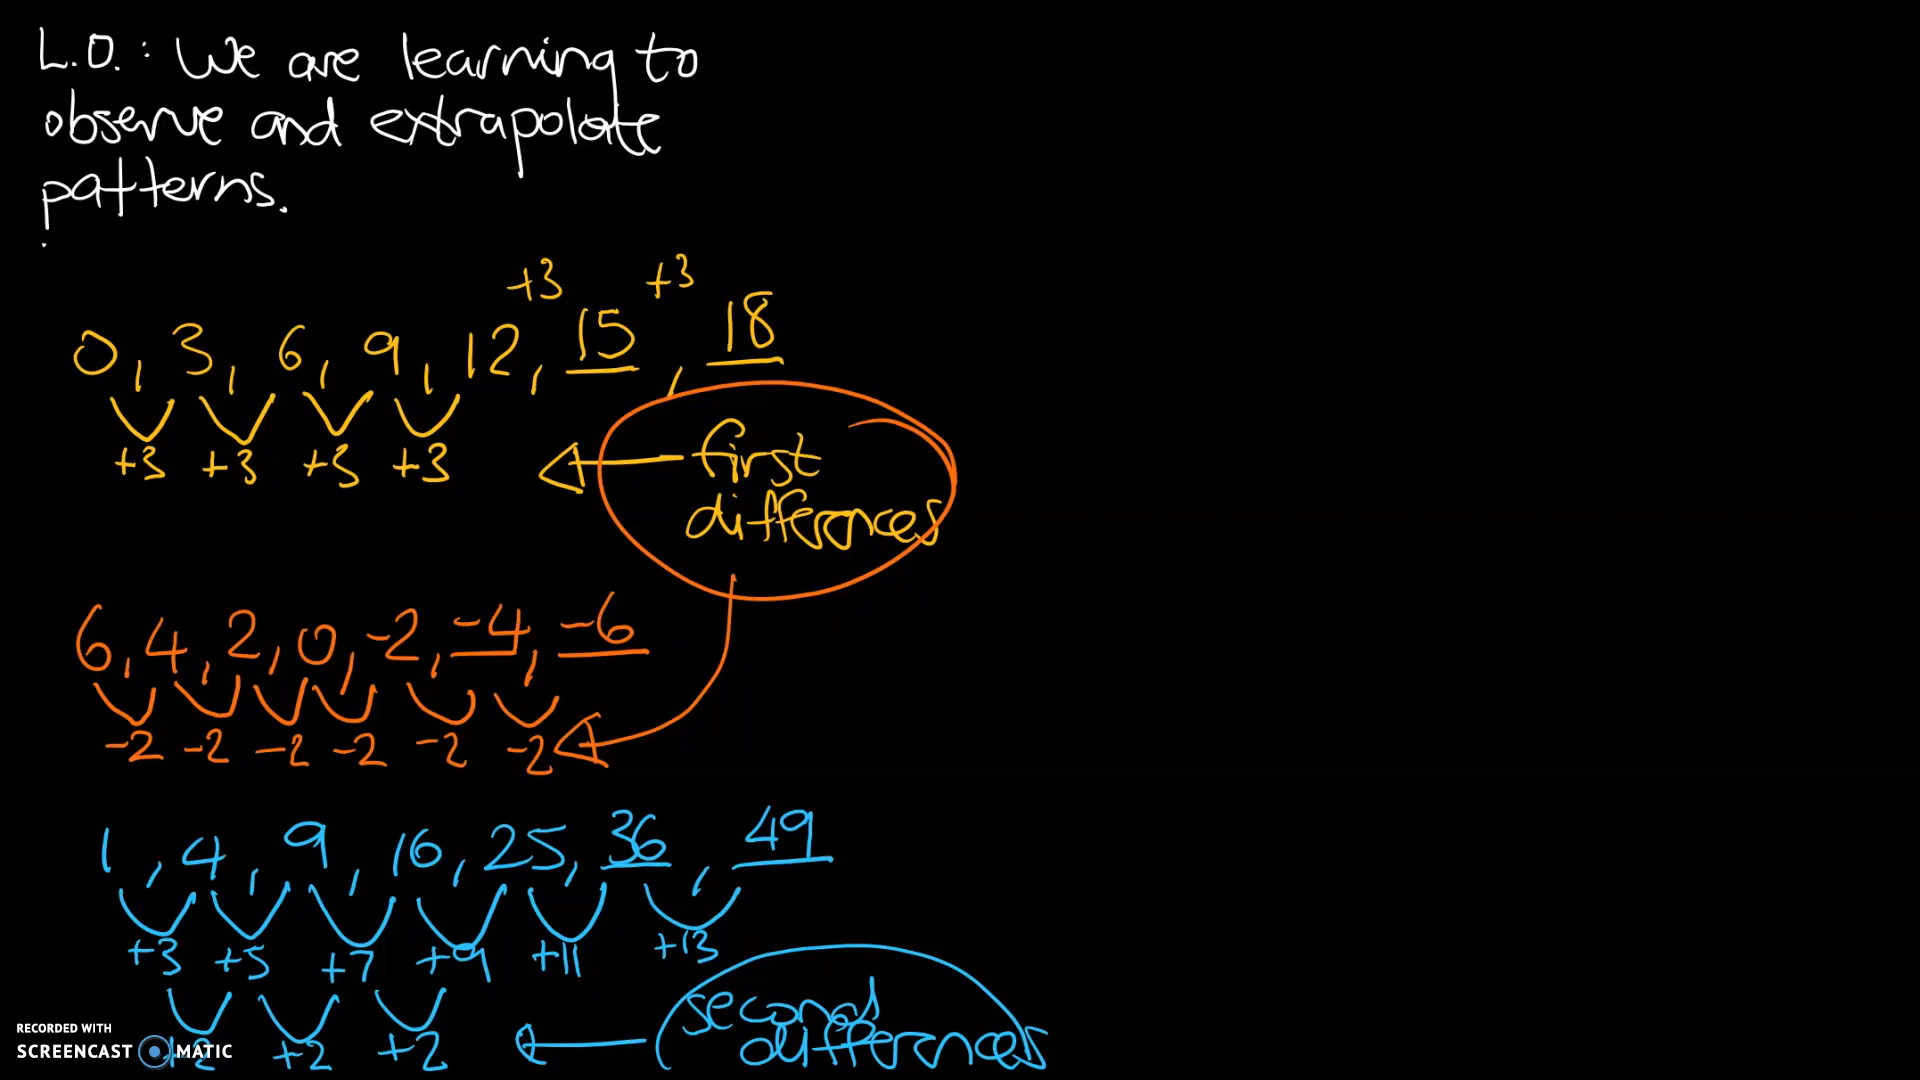 L.O.: We are learning to
observe and extrapolate
patterns.
+3 +3
0, 3, 6, 9, 12, 15, 18
+3 +3 +3 +3
first
differences
6, 4, 2, 0, -2, -4, -6
-2 -2 -2 -2 -2 -2
1, 4, 9, 16, 25, 36, 49
+3 +5 +7 +9 +11 +13
+2 +2 +2
second
differences
RECORDED WITH
SCREENCAST MATIC